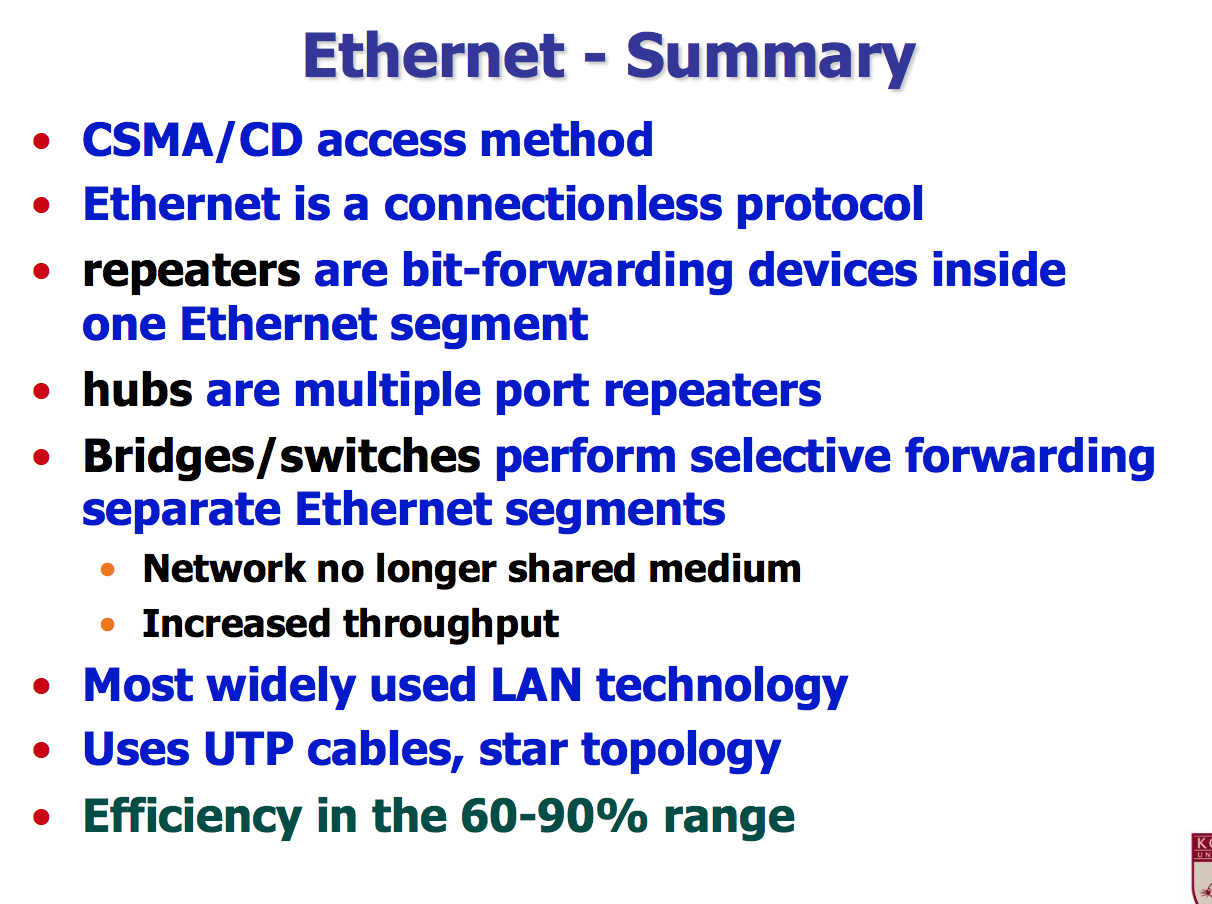 Ethernet - Summary
• CSMA/CD access method
• Ethernet is a connectionless protocol
• repeaters are bit-forwarding devices inside
one Ethernet segment
• hubs are multiple port repeaters
• Bridges/switches perform selective forwarding
separate Ethernet segments
• Network no longer shared medium
• Increased throughput
• Most widely used LAN technology
• Uses UTP cables, star topology
• Efficiency in the 60-90% range